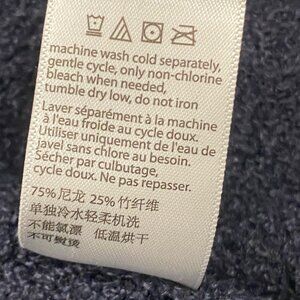 machine wash cold separately,
gentle cycle, only non-chlorine
bleach when needed,
tumble dry low, do not iron
Laver séparément à la machine
à l'eau froide au cycle doux.
Utiliser uniquement de l'eau de
Javel sans chlore au besoin.
Sécher par culbutage,
cycle doux. Ne pas repasser.
75% 尼龙 25% 竹纤维
单独冷水轻柔机洗
不能氯漂 低温烘干
不可熨烫